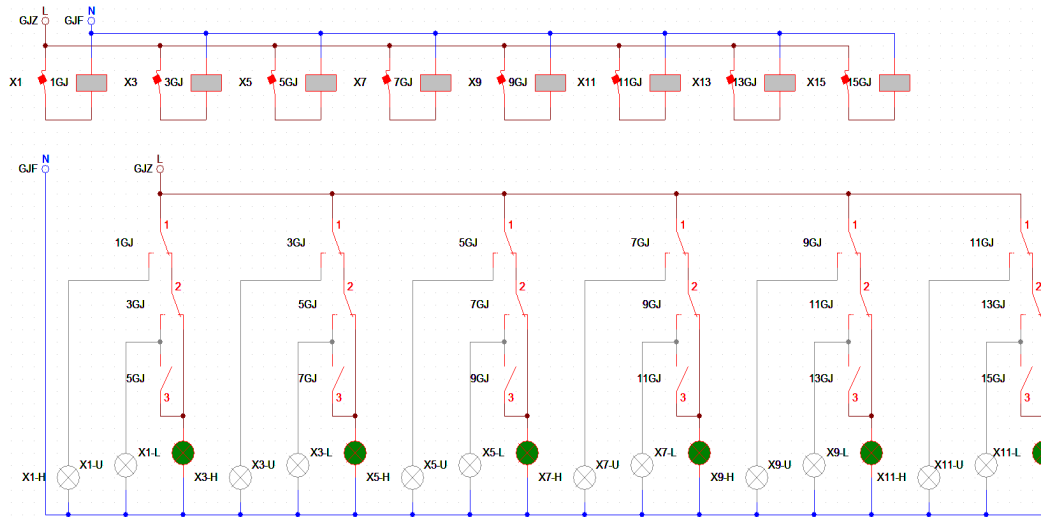 L N
GJZ GJF
X1 1GJ X3 3GJ X5 5GJ X7 7GJ X9 9GJ X11 11GJ X13 13GJ X15 15GJ
N L
GJF GJZ
1 1 1 1 1 1
1GJ 3GJ 5GJ 7GJ 9GJ 11GJ
2 2 2 2 2 2
3GJ 5GJ 7GJ 9GJ 11GJ 13GJ
5GJ 7GJ 9GJ 11GJ 13GJ 15GJ
3 3 3 3 3 3
X1-L X3-L X5-L X7-L X9-L X11-L
X1-U X3-U X5-U X7-U X9-U X11-U
X1-H X3-H X5-H X7-H X9-H X11-H